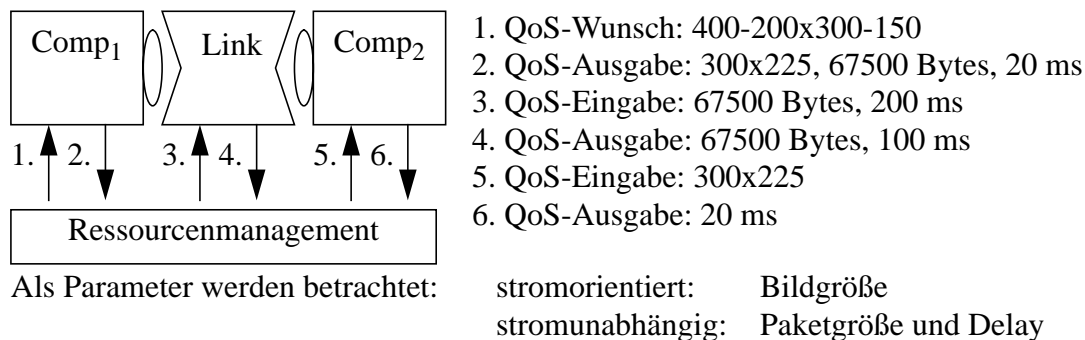 Comp1 Link Comp2
1. 2. 3. 4. 5. 6.
Ressourcenmanagement
1. QoS-Wunsch: 400-200x300-150
2. QoS-Ausgabe: 300x225, 67500 Bytes, 20 ms
3. QoS-Eingabe: 67500 Bytes, 200 ms
4. QoS-Ausgabe: 67500 Bytes, 100 ms
5. QoS-Eingabe: 300x225
6. QoS-Ausgabe: 20 ms
Als Parameter werden betrachtet: stromorientiert: Bildgröße
stromunabhängig: Paketgröße und Delay